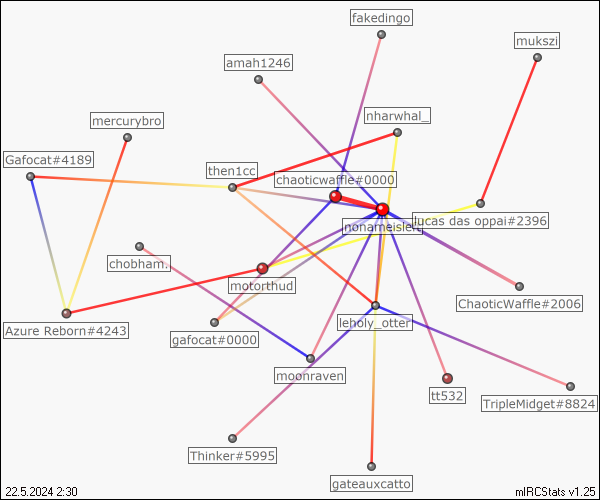 fakedingo
mukszi
amah1246
mercurybro
nharwhal_
Gafocat#4189
then1cc
chaoticwaffle#0000
nonameisleft
lucas das oppai#2396
chobham.
motorthud
ChaoticWaffle#2006
Azure Reborn#4243
gafocat#0000
leholy_otter
moonraven
tt532
TripleMidget#8824
Thinker#5995
gateauxcatto
22.5.2024 2:30
mIRCStats v1.25